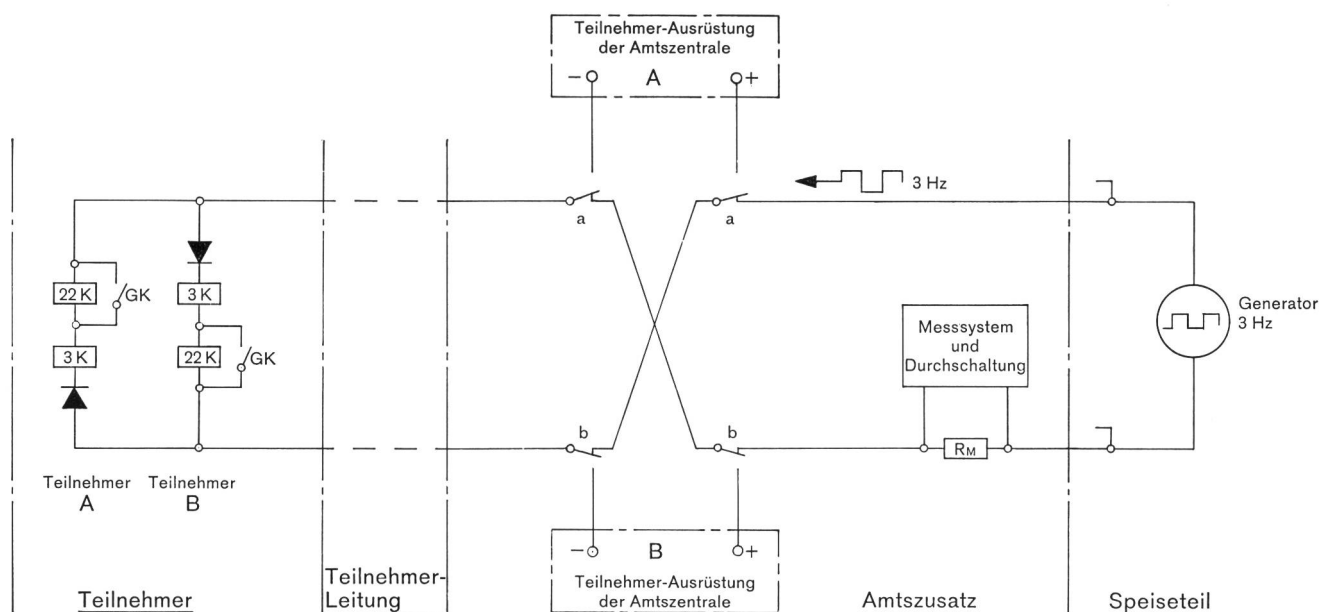 Teilnehmer-Ausrüstung
der Amtszentrale
− A +
3 Hz
a
a
22 K
GK
3 K
3 K
22 K
GK
Generator
3 Hz
Messsystem
und
Durchschaltung
b
b
RM
Teilnehmer
A
Teilnehmer
B
− B +
Teilnehmer-Ausrüstung
der Amtszentrale
Teilnehmer
Teilnehmer-
Leitung
Amtszusatz
Speiseteil